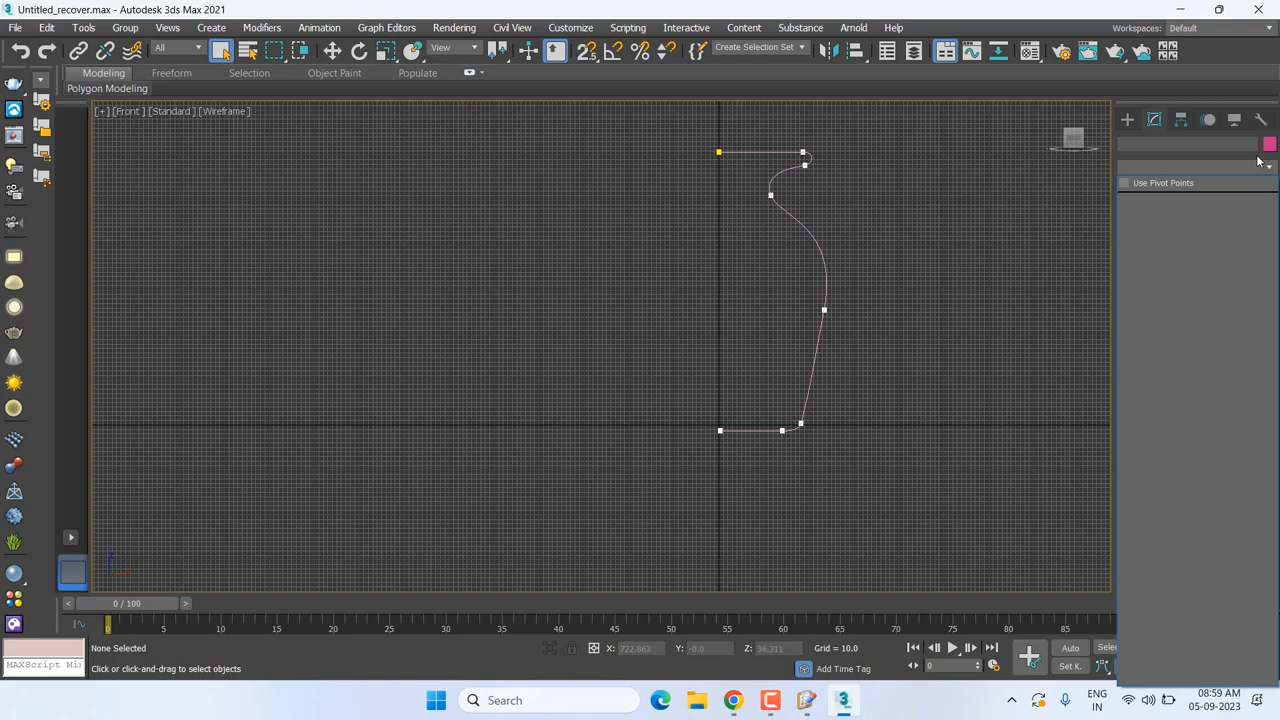 Untitled_recover.max - Autodesk 3ds Max 2021
File Edit Tools Group Views Create Modifiers Animation Graph Editors Rendering Civil View Customize Scripting Interactive Content Substance Arnold Help Workspaces: Default
All View Create Selection Set
Modeling Freeform Selection Object Paint Populate
Polygon Modeling
[+] [Front ] [Standard ] [Wireframe ]
Use Pivot Points
< 0 / 100 >
0 5 10 15 20 25 30 35 40 45 50 55 60 65 70 75 80 85
None Selected X: 722.863 Y: -0.0 Z: 36.311 Grid = 10.0 Auto Selec
MAXScript Mi Click or click-and-drag to select objects Add Time Tag 0 Set K.
Search ENG IN 08:59 AM 05-09-2023